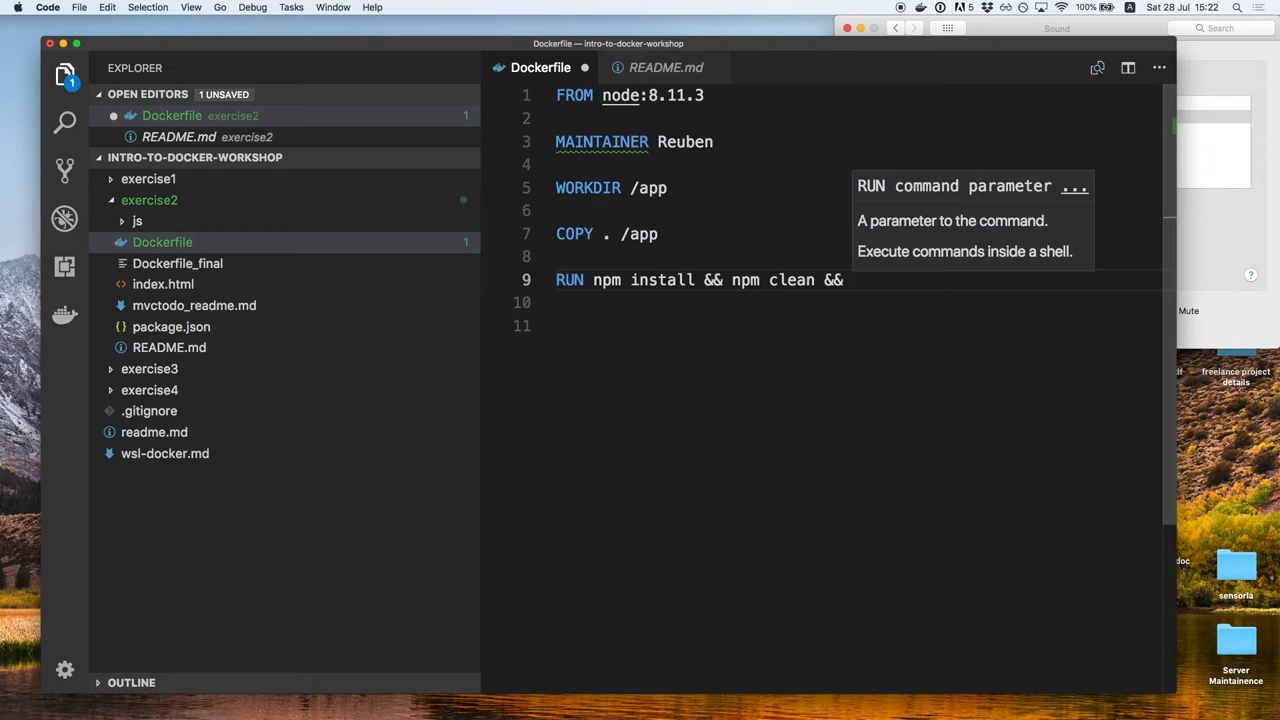 Code File Edit Selection View Go Debug Tasks Window Help
5 100% A Sat 28 Jul 15:22
Sound
Search
Dockerfile — intro-to-docker-workshop
EXPLORER
Dockerfile
README.md
OPEN EDITORS 1 UNSAVED
Dockerfile exercise2 1
README.md exercise2
INTRO-TO-DOCKER-WORKSHOP
exercise1
exercise2
js
Dockerfile 1
Dockerfile_final
index.html
mvctodo_readme.md
package.json
README.md
exercise3
exercise4
.gitignore
readme.md
wsl-docker.md
OUTLINE
1
1 FROM node:8.11.3
2
3 MAINTAINER Reuben
4
5 WORKDIR /app
6
7 COPY . /app
8
9 RUN npm install && npm clean &&
10
11
RUN command parameter ...
A parameter to the command.
Execute commands inside a shell.
?
Mute
df
freelance project
details
doc
sensoria
Server
Maintainence